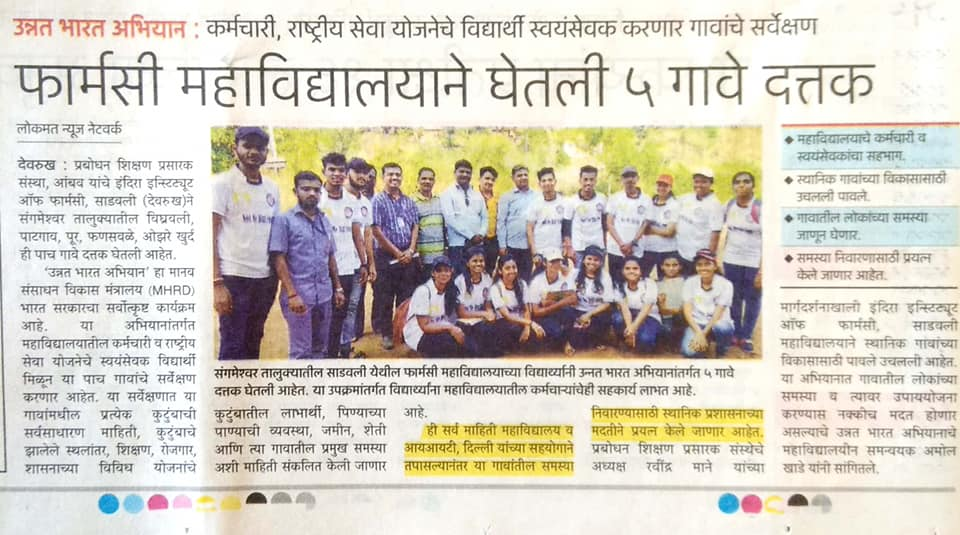 उन्नत भारत अभियान : कर्मचारी, राष्ट्रीय सेवा योजनेचे विद्यार्थी स्वयंसेवक करणार गावांचे सर्वेक्षण
फार्मसी महाविद्यालयाने घेतली ५ गावे दत्तक
लोकमत न्यूज नेटवर्क
देवरुख : प्रबोधन शिक्षण प्रसारक
संस्था, आंबव यांचे इंदिरा इन्स्टिट्यूट
ऑफ फार्मसी, साडवली (देवरुख)ने
संगमेश्वर तालुक्यातील विघ्रवली,
पाटगाव, पूर, फणसवळे, ओझरे खुर्द
ही पाच गावे दत्तक घेतली आहेत.
‘उन्नत भारत अभियान’ हा मानव
संसाधन विकास मंत्रालय (MHRD)
भारत सरकारचा सर्वोत्कृष्ट कार्यक्रम
आहे. या अभियानांतर्गत
महाविद्यालयातील कर्मचारी व राष्ट्रीय
सेवा योजनेचे स्वयंसेवक विद्यार्थी
मिळून या पाच गावांचे सर्वेक्षण
करणार आहेत. या सर्वेक्षणात या
गावांमधील प्रत्येक कुटुंबाची
सर्वसाधारण माहिती, कुटुंबाचे
झालेले स्थलांतर, शिक्षण, रोजगार,
शासनाच्या विविध योजनांचे
संगमेश्वर तालुक्यातील साडवली येथील फार्मसी महाविद्यालयाच्या विद्यार्थ्यांनी उन्नत भारत अभियानांतर्गत ५ गावे
दत्तक घेतली आहेत. या उपक्रमांतर्गत विद्यार्थ्यांना महाविद्यालयातील कर्मचाऱ्यांचेही सहकार्य लाभत आहे.
कुटुंबातील लाभार्थी, पिण्याच्या
पाण्याची व्यवस्था, जमीन, शेती
आणि त्या गावातील प्रमुख समस्या
अशी माहिती संकलित केली जाणार
आहे.
ही सर्व माहिती महाविद्यालय व
आयआयटी, दिल्ली यांच्या सहयोगाने
तपासल्यानंतर या गावांतील समस्या
निवारण्यासाठी स्थानिक प्रशासनाच्या
मदतीने प्रयत्न केले जाणार आहेत.
प्रबोधन शिक्षण प्रसारक संस्थेचे
अध्यक्ष रवींद्र माने यांच्या
◆ महाविद्यालयाचे कर्मचारी व
स्वयंसेवकांचा सहभाग.
◆ स्थानिक गावांच्या विकासासाठी
उचलली पावले.
◆ गावातील लोकांच्या समस्या
जाणून घेणार.
◆ समस्या निवारणासाठी प्रयत्न
केले जाणार आहेत.
मार्गदर्शनाखाली इंदिरा इन्स्टिट्यूट
ऑफ फार्मसी, साडवली
महाविद्यालयाने स्थानिक गावांच्या
विकासासाठी पावले उचलली आहेत.
या अभियानात गावातील लोकांच्या
समस्या व त्यावर उपाययोजना
करण्यास नक्कीच मदत होणार
असल्याचे उन्नत भारत अभियानाचे
महाविद्यालयीन समन्वयक अमोल
खाडे यांनी सांगितले.